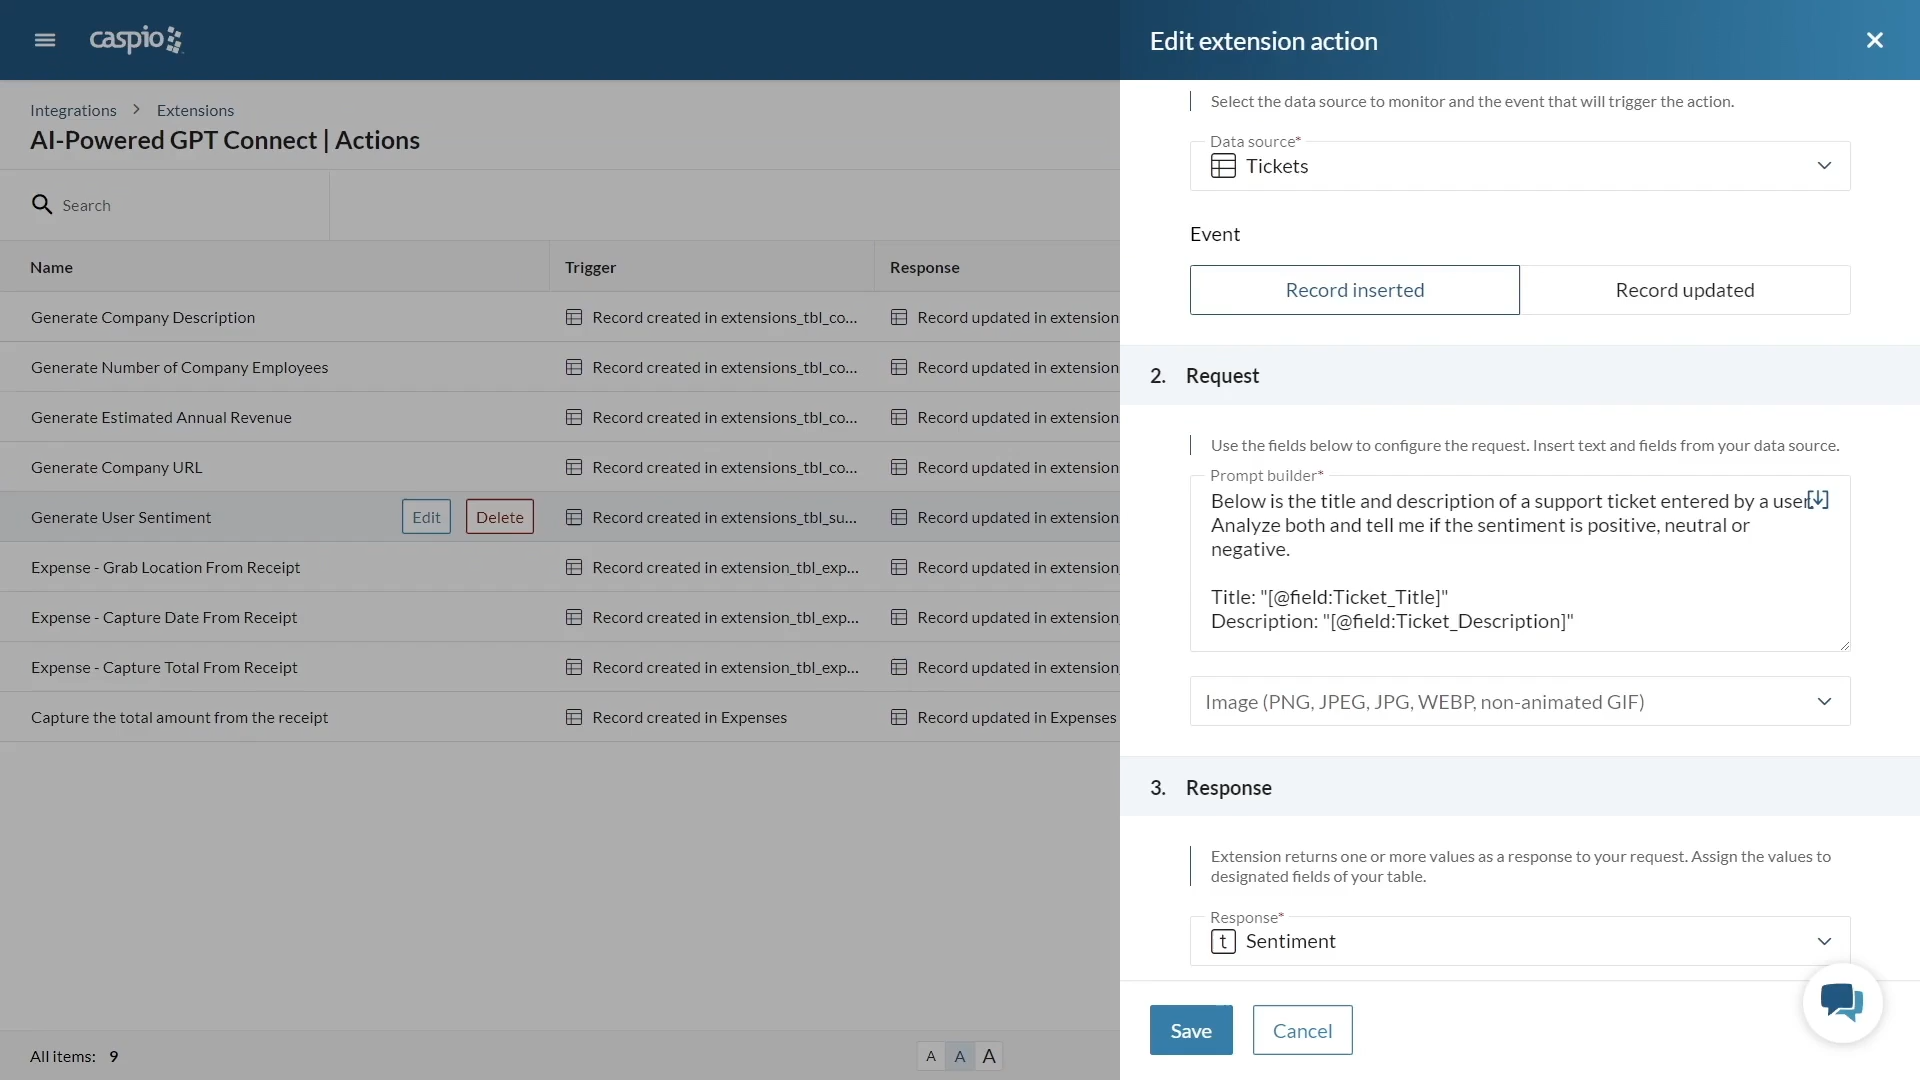 caspio
Edit extension action
Integrations > Extensions
AI-Powered GPT Connect | Actions
Search
Name
Trigger
Response
Generate Company Description
Record created in extensions_tbl_co...
Record updated in extension
Generate Number of Company Employees
Record created in extensions_tbl_co...
Record updated in extension
Generate Estimated Annual Revenue
Record created in extensions_tbl_co...
Record updated in extension
Generate Company URL
Record created in extensions_tbl_co...
Record updated in extension
Generate User Sentiment
Edit
Delete
Record created in extensions_tbl_su...
Record updated in extension
Expense - Grab Location From Receipt
Record created in extension_tbl_exp...
Record updated in extension
Expense - Capture Date From Receipt
Record created in extension_tbl_exp...
Record updated in extension
Expense - Capture Total From Receipt
Record created in extension_tbl_exp...
Record updated in extension
Capture the total amount from the receipt
Record created in Expenses
Record updated in Expenses
All items: 9
A A A
Select the data source to monitor and the event that will trigger the action.
Data source*
Tickets
Event
Record inserted
Record updated
2. Request
Use the fields below to configure the request. Insert text and fields from your data source.
Prompt builder*
Below is the title and description of a support ticket entered by a user
Analyze both and tell me if the sentiment is positive, neutral or
negative.
Title: "[@field:Ticket_Title]"
Description: "[@field:Ticket_Description]"
Image (PNG, JPEG, JPG, WEBP, non-animated GIF)
3. Response
Extension returns one or more values as a response to your request. Assign the values to
designated fields of your table.
Response*
t Sentiment
Save
Cancel